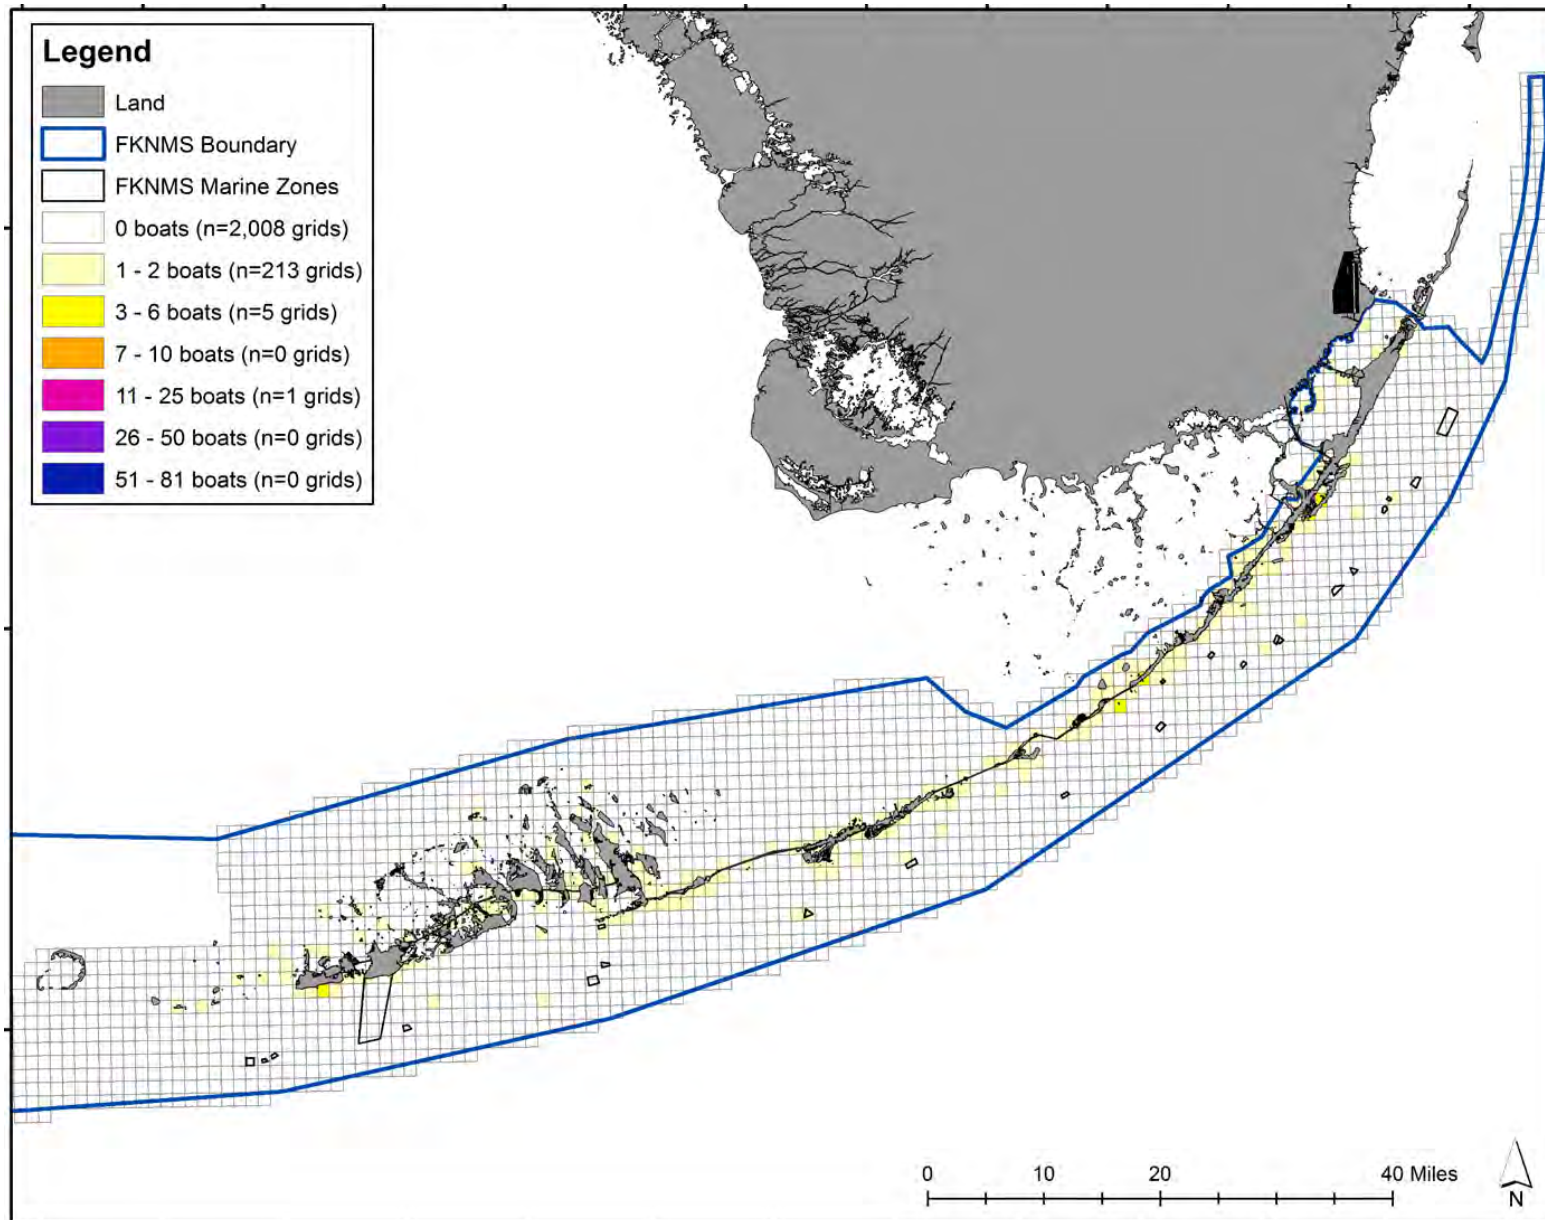 Legend
Land
FKNMS Boundary
FKNMS Marine Zones
0 boats (n=2,008 grids)
1 - 2 boats (n=213 grids)
3 - 6 boats (n=5 grids)
7 - 10 boats (n=0 grids)
11 - 25 boats (n=1 grids)
26 - 50 boats (n=0 grids)
51 - 81 boats (n=0 grids)
0 10 20 40 Miles
N